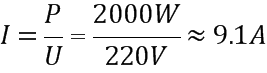 I = P/U = 2000W/220V ≈ 9.1A